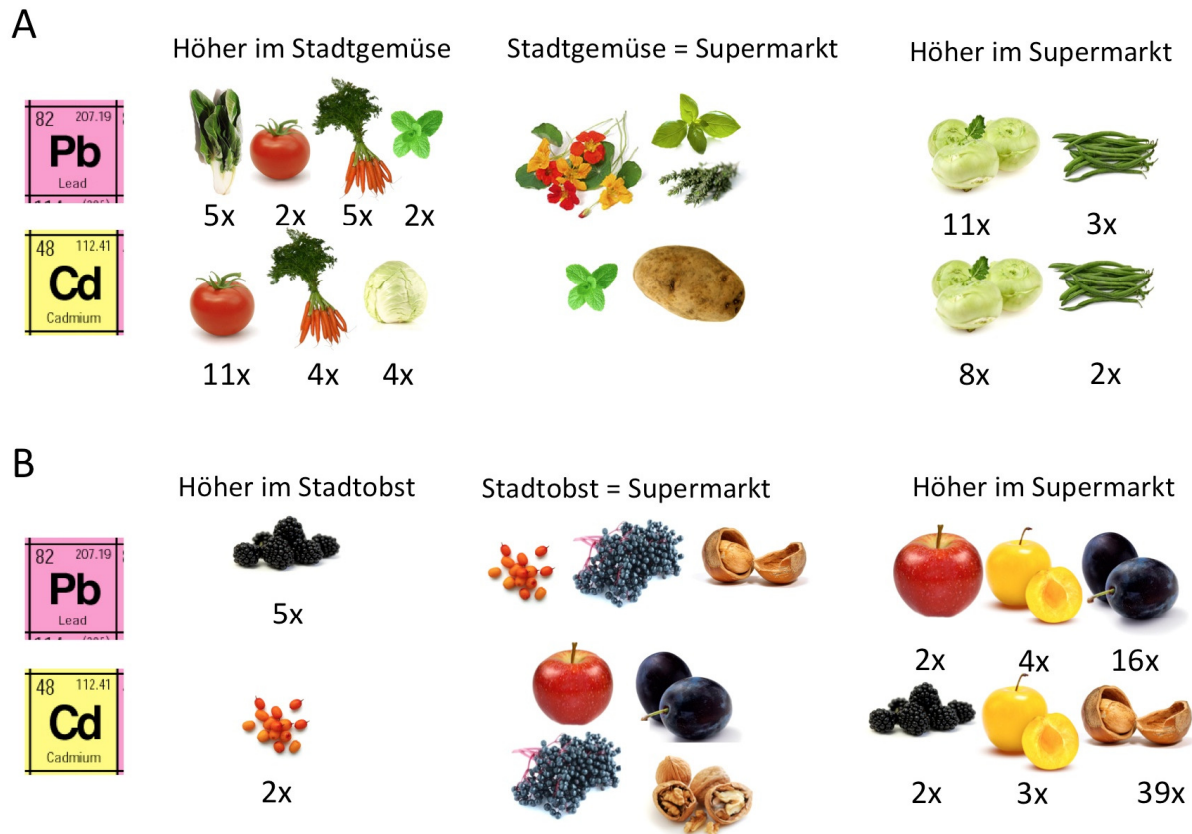 A
Höher im Stadtgemüse
Stadtgemüse = Supermarkt
Höher im Supermarkt
82 207.19
Pb
Lead
5x 2x 5x 2x
11x 3x
48 112.41
Cd
Cadmium
11x 4x 4x
8x 2x
B
Höher im Stadtobst
Stadtobst = Supermarkt
Höher im Supermarkt
82 207.19
Pb
Lead
5x
2x 4x 16x
48 112.41
Cd
Cadmium
2x
2x 3x 39x